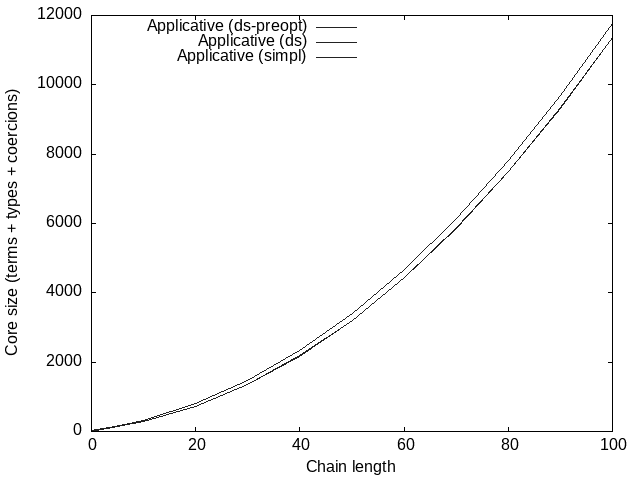 12000
10000
8000
6000
4000
2000
0
Core size (terms + types + coercions)
Applicative (ds-preopt)
Applicative (ds)
Applicative (simpl)
0 20 40 60 80 100
Chain length